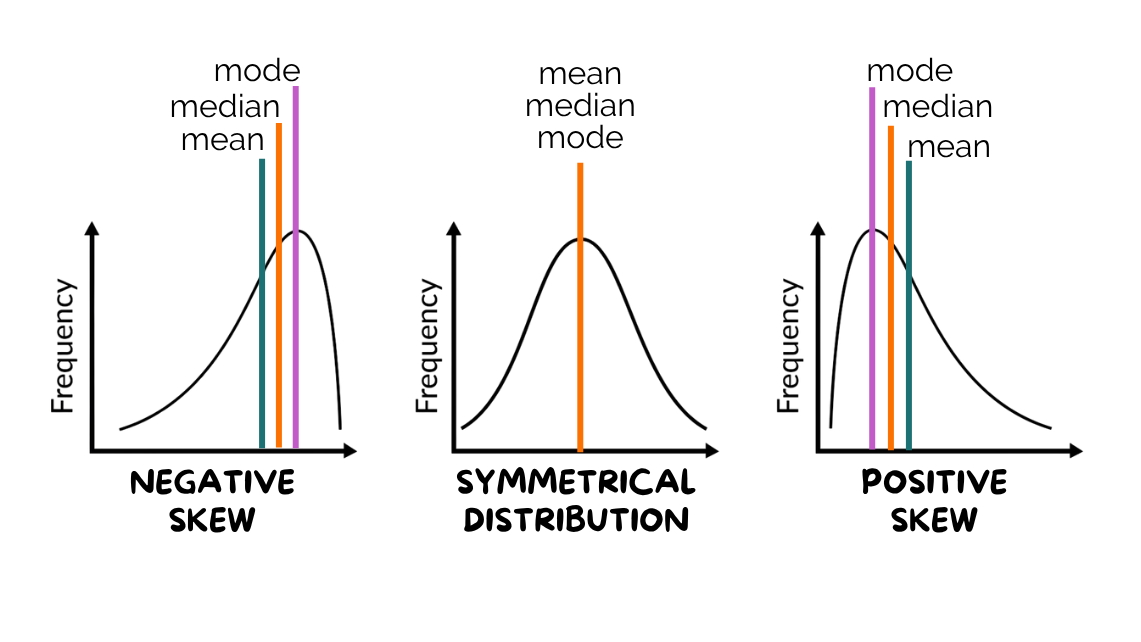 mode
median
mean
Frequency
NEGATIVE
SKEW
mean
median
mode
Frequency
SYMMETRICAL
DISTRIBUTION
mode
median
mean
Frequency
POSITIVE
SKEW